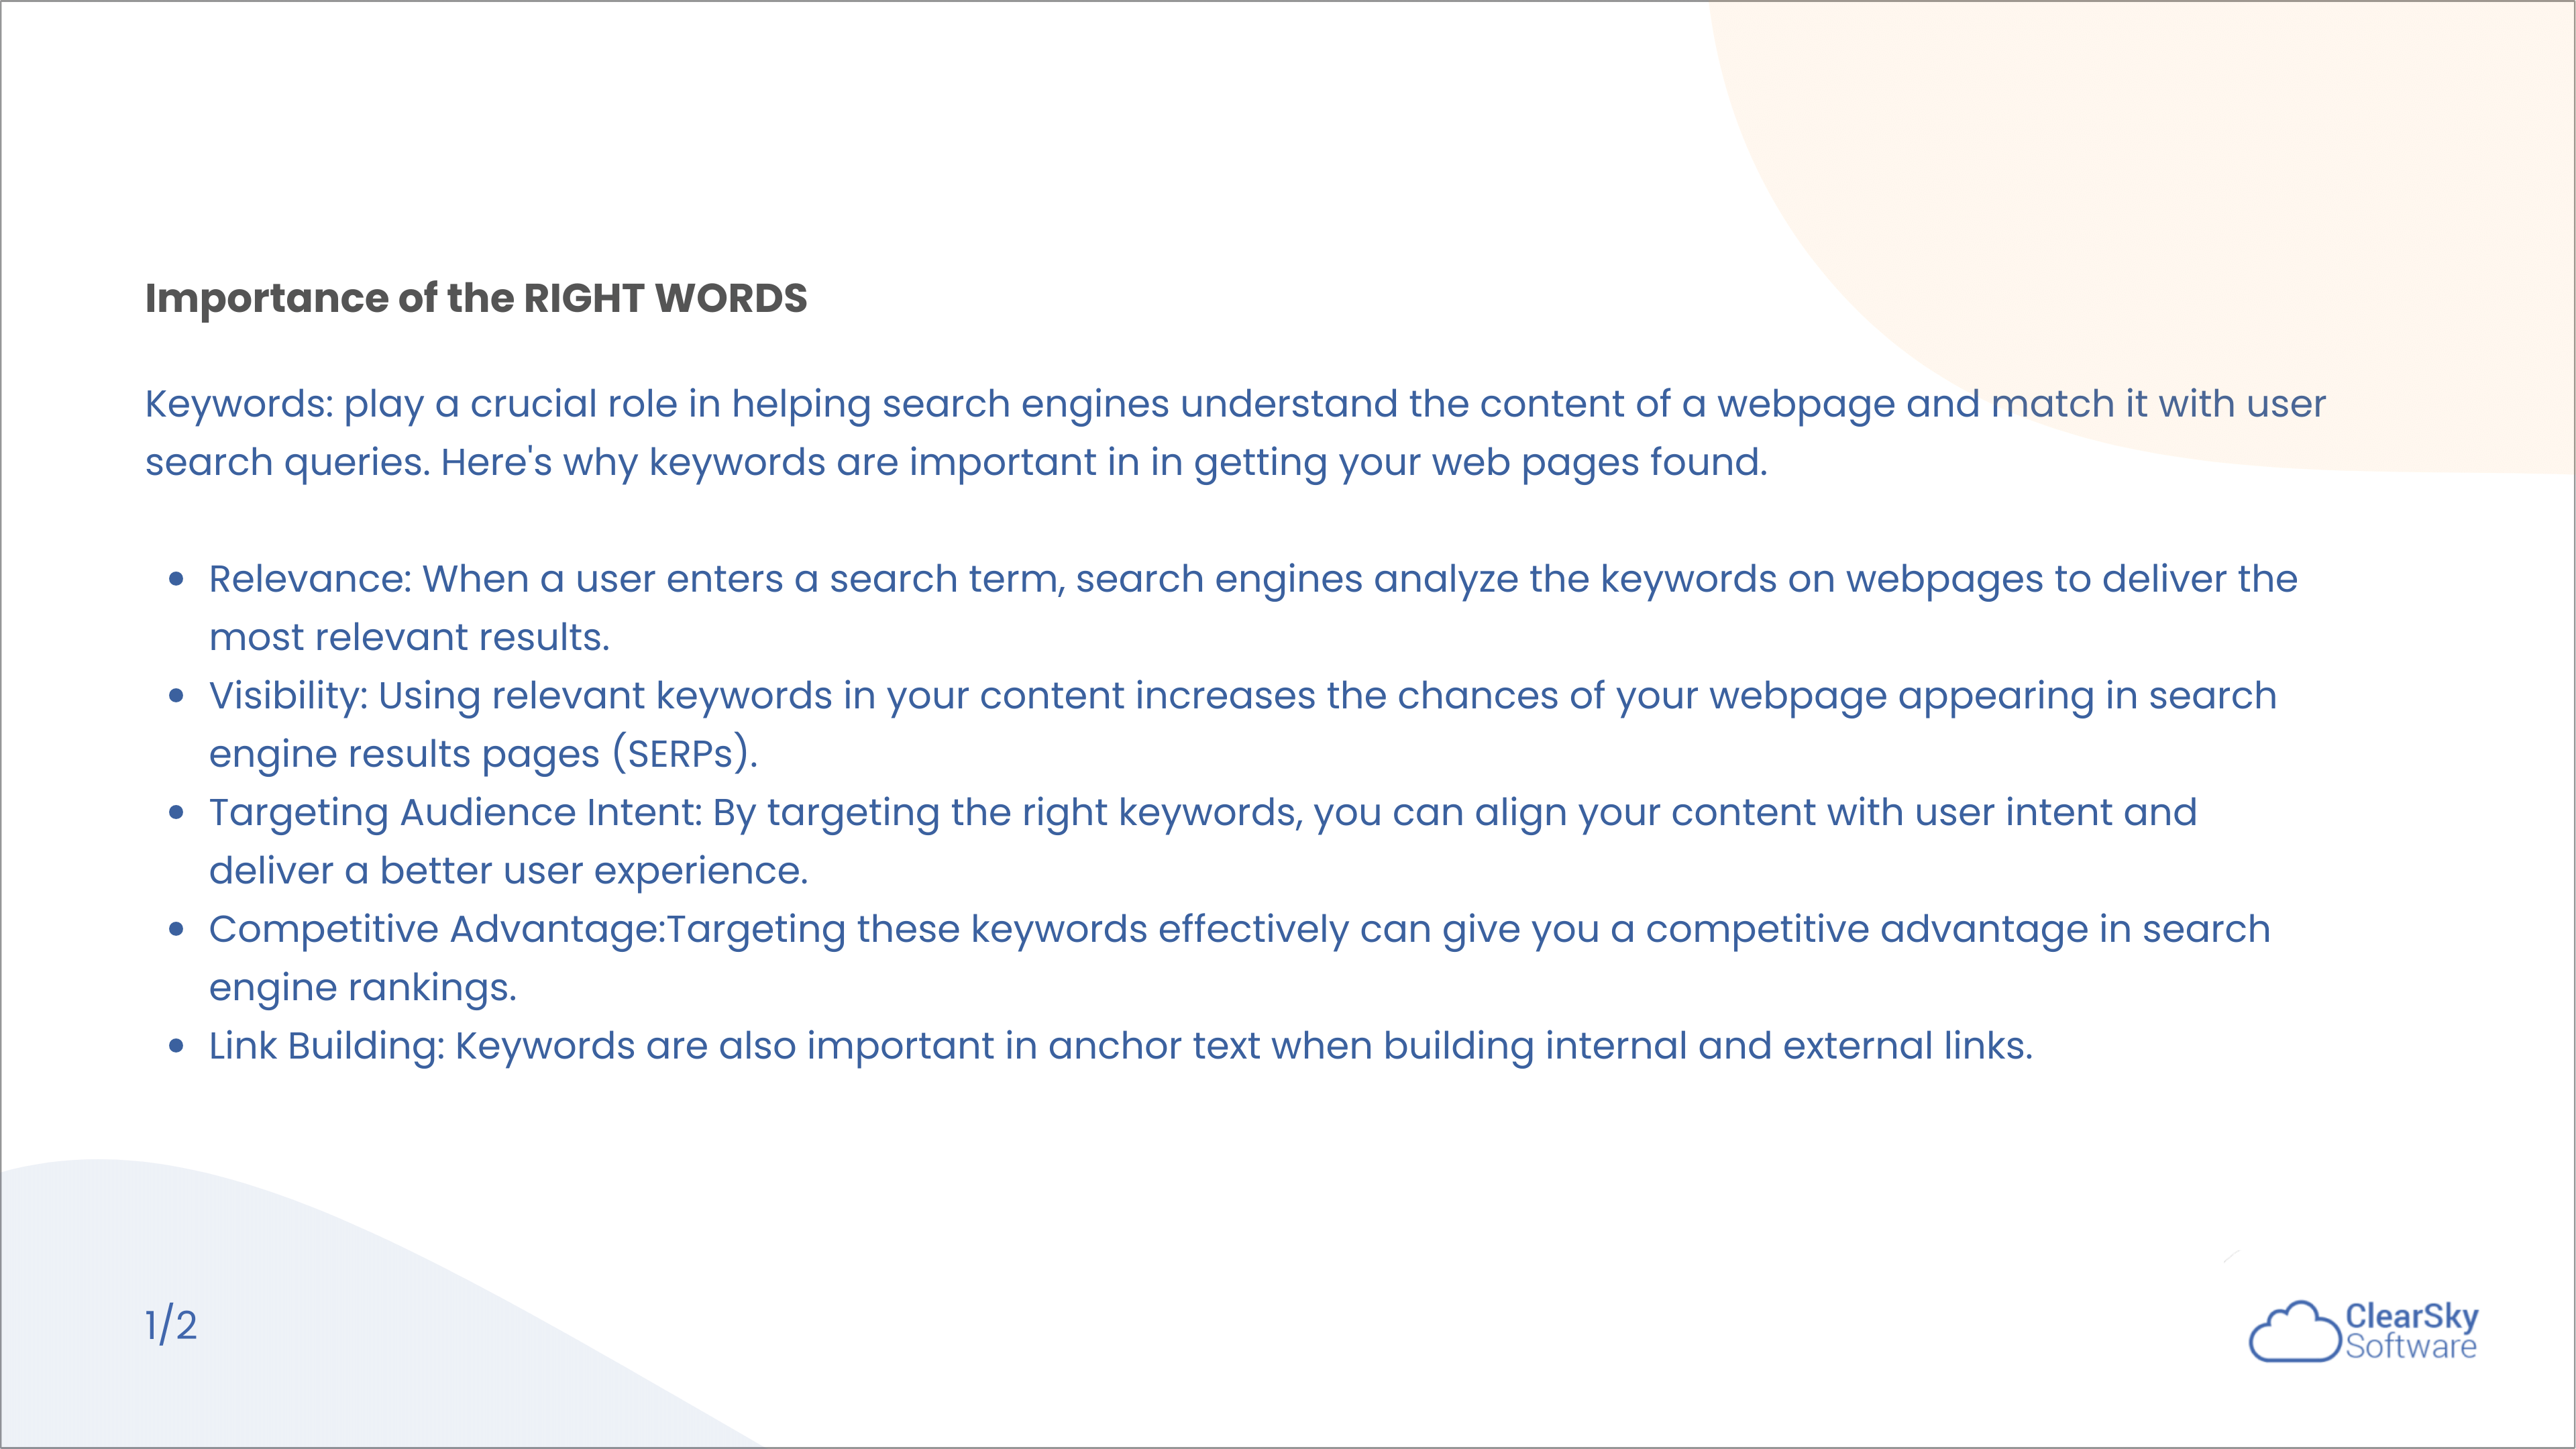 Importance of the RIGHT WORDS
Keywords: play a crucial role in helping search engines understand the content of a webpage and match it with user
search queries. Here's why keywords are important in in getting your web pages found.
• Relevance: When a user enters a search term, search engines analyze the keywords on webpages to deliver the
most relevant results.
• Visibility: Using relevant keywords in your content increases the chances of your webpage appearing in search
engine results pages (SERPs).
• Targeting Audience Intent: By targeting the right keywords, you can align your content with user intent and
deliver a better user experience.
• Competitive Advantage:Targeting these keywords effectively can give you a competitive advantage in search
engine rankings.
• Link Building: Keywords are also important in anchor text when building internal and external links.
1/2
ClearSky
Software